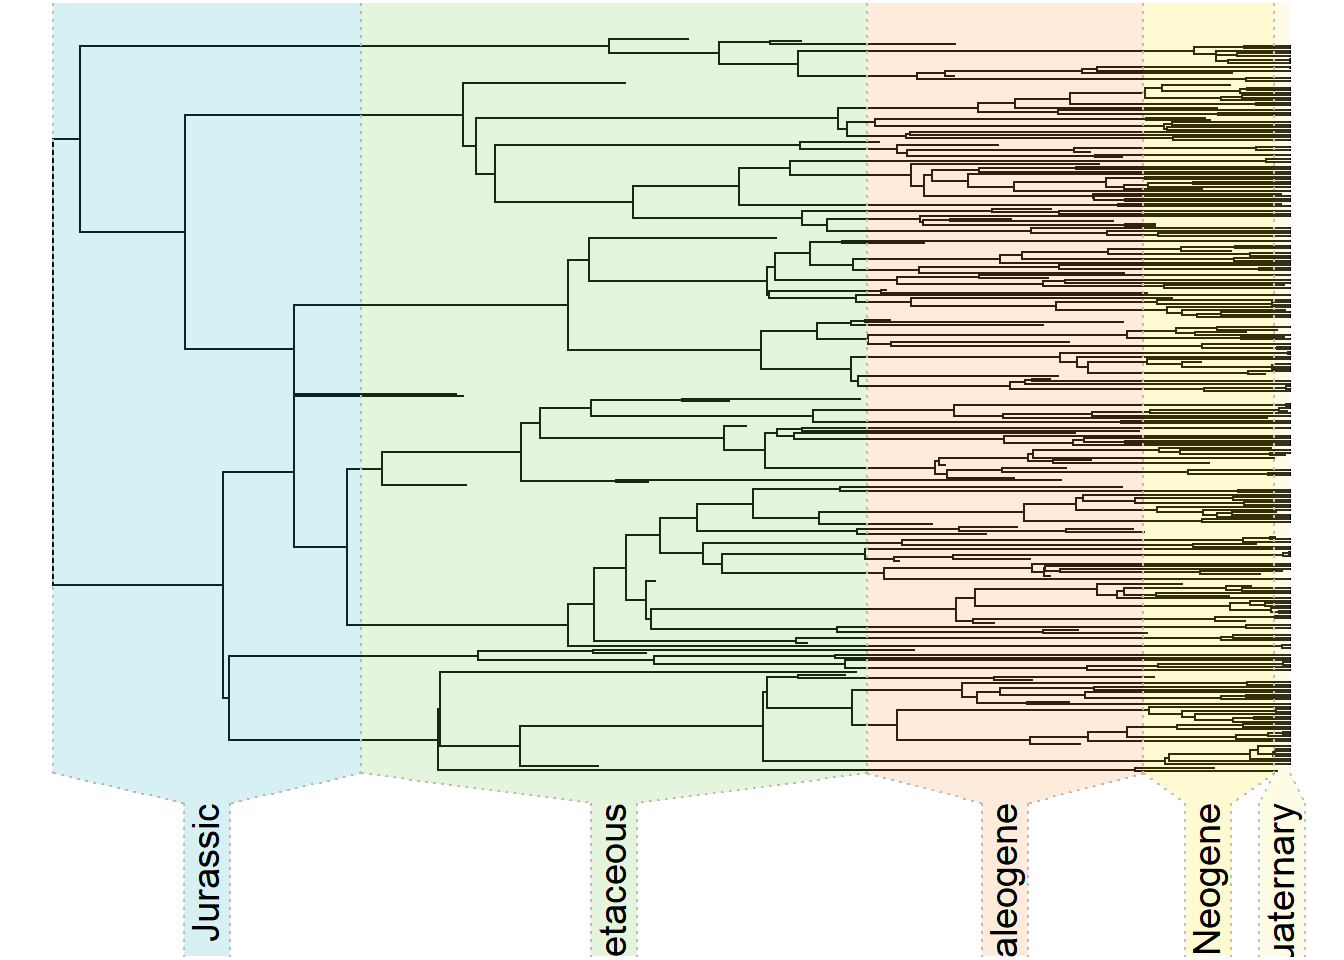 Jurassic
etaceous
aleogene
Neogene
uaternary